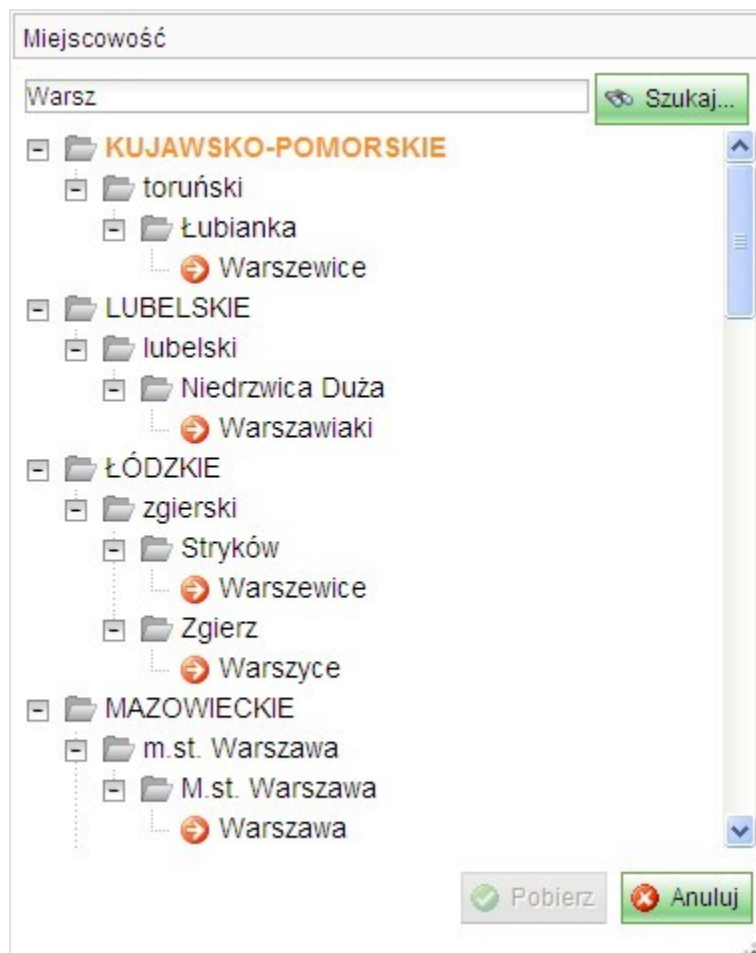 Miejscowość
Warsz
Szukaj...
KUJAWSKO-POMORSKIE
toruński
Łubianka
Warszewice
LUBELSKIE
lubelski
Niedrzwica Duża
Warszawiaki
ŁÓDZKIE
zgierski
Stryków
Warszewice
Zgierz
Warszyce
MAZOWIECKIE
m.st. Warszawa
M.st. Warszawa
Warszawa
Pobierz
Anuluj